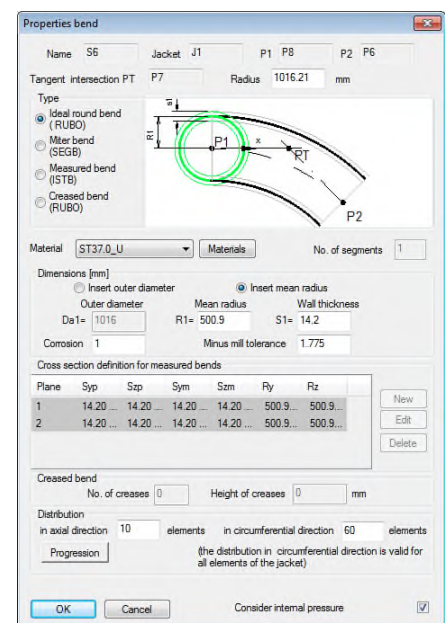 Properties bend
Name S6 Jacket J1 P1 P8 P2 P6
Tangent intersection PT P7 Radius 1016.21 mm
Type
Ideal round bend
(RUBO)
Miter bend
(SEGB)
Measured bend
(ISTB)
Creased bend
(RUBO)
s1
R1
P1
x
PT
P2
Material ST37.0_U Materials No. of segments 1
Dimensions [mm]
Insert outer diameter Insert mean radius
Outer diameter Mean radius Wall thickness
Da1= 1016 R1= 500.9 S1= 14.2
Corrosion 1 Minus mill tolerance 1.775
Cross section definition for measured bends
Plane Syp Szp Sym Szm Ry Rz
1 14.20 ... 14.20 ... 14.20 ... 14.20 ... 500.9... 500.9...
2 14.20 ... 14.20 ... 14.20 ... 14.20 ... 500.9... 500.9...
New
Edit
Delete
Creased bend
No. of creases 0 Height of creases 0 mm
Distribution
in axial direction 10 elements in circumferential direction 60 elements
Progression
(the distribution in circumferential direction is valid for
all elements of the jacket)
OK Cancel Consider internal pressure